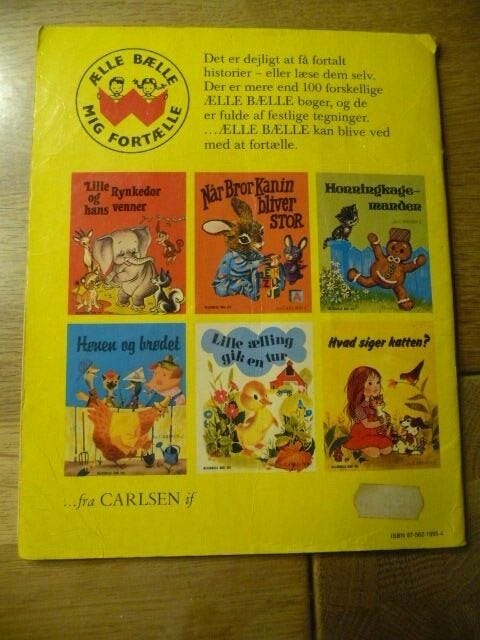 ÆLLE BÆLLE
MIG FORTÆLLE
Det er dejligt at få fortalt
historier – eller læse dem selv.
Der er mere end 100 forskellige
ÆLLE BÆLLE bøger, og de
er fulde af festlige tegninger.
...ÆLLE BÆLLE kan blive ved
med at fortælle.
Lille Rynkedor
og hans venner
Når Bror Kanin
bliver
STOR
A
Honningkage-
manden
Hønen og brødet
Lille ælling
gik en tur
Hvad siger katten?
...fra CARLSEN if